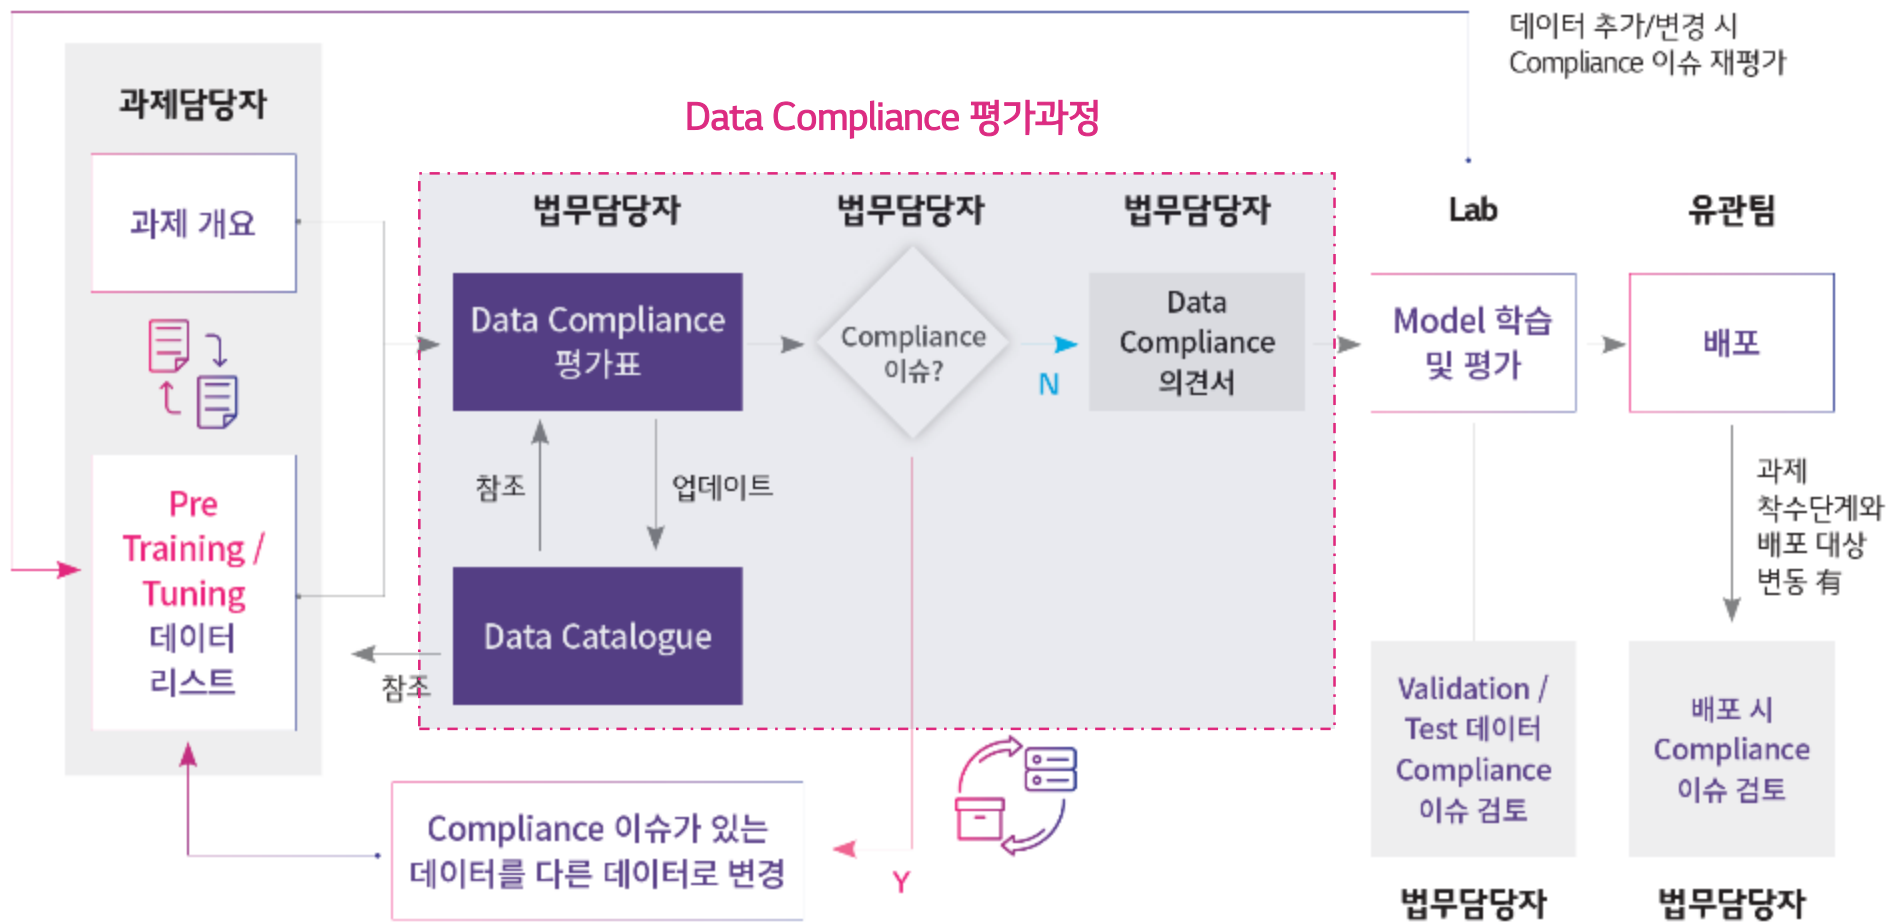 데이터 추가/변경 시
Compliance 이슈 재평가
과제담당자
Data Compliance 평가과정
과제 개요
Pre
Training /
Tuning
데이터
리스트
법무담당자
Data Compliance
평가표
참조
업데이트
Data Catalogue
참조
법무담당자
Compliance
이슈?
N
Y
법무담당자
Data
Compliance
의견서
Lab
Model 학습
및 평가
유관팀
배포
과제
착수단계와
배포 대상
변동 有
Validation /
Test 데이터
Compliance
이슈 검토
법무담당자
배포 시
Compliance
이슈 검토
법무담당자
Compliance 이슈가 있는
데이터를 다른 데이터로 변경